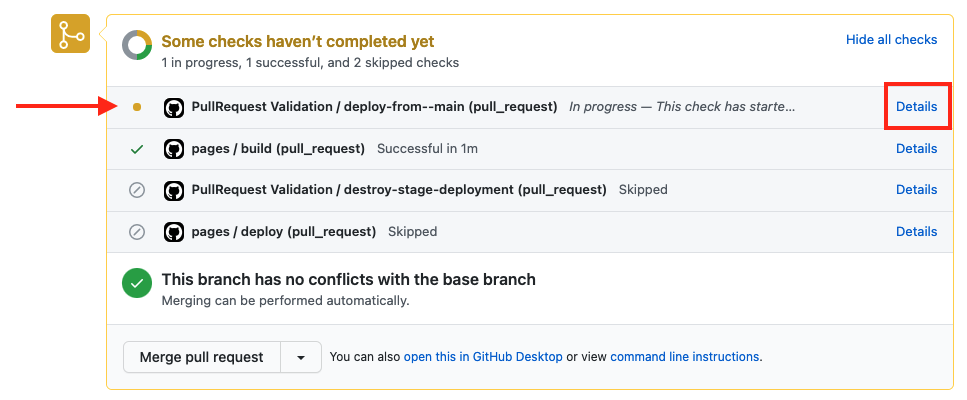 Some checks haven’t completed yet
Hide all checks
1 in progress, 1 successful, and 2 skipped checks
PullRequest Validation / deploy-from--main (pull_request) In progress — This check has starte… Details
pages / build (pull_request) Successful in 1m Details
PullRequest Validation / destroy-stage-deployment (pull_request) Skipped Details
pages / deploy (pull_request) Skipped Details
This branch has no conflicts with the base branch
Merging can be performed automatically.
Merge pull request You can also open this in GitHub Desktop or view command line instructions.